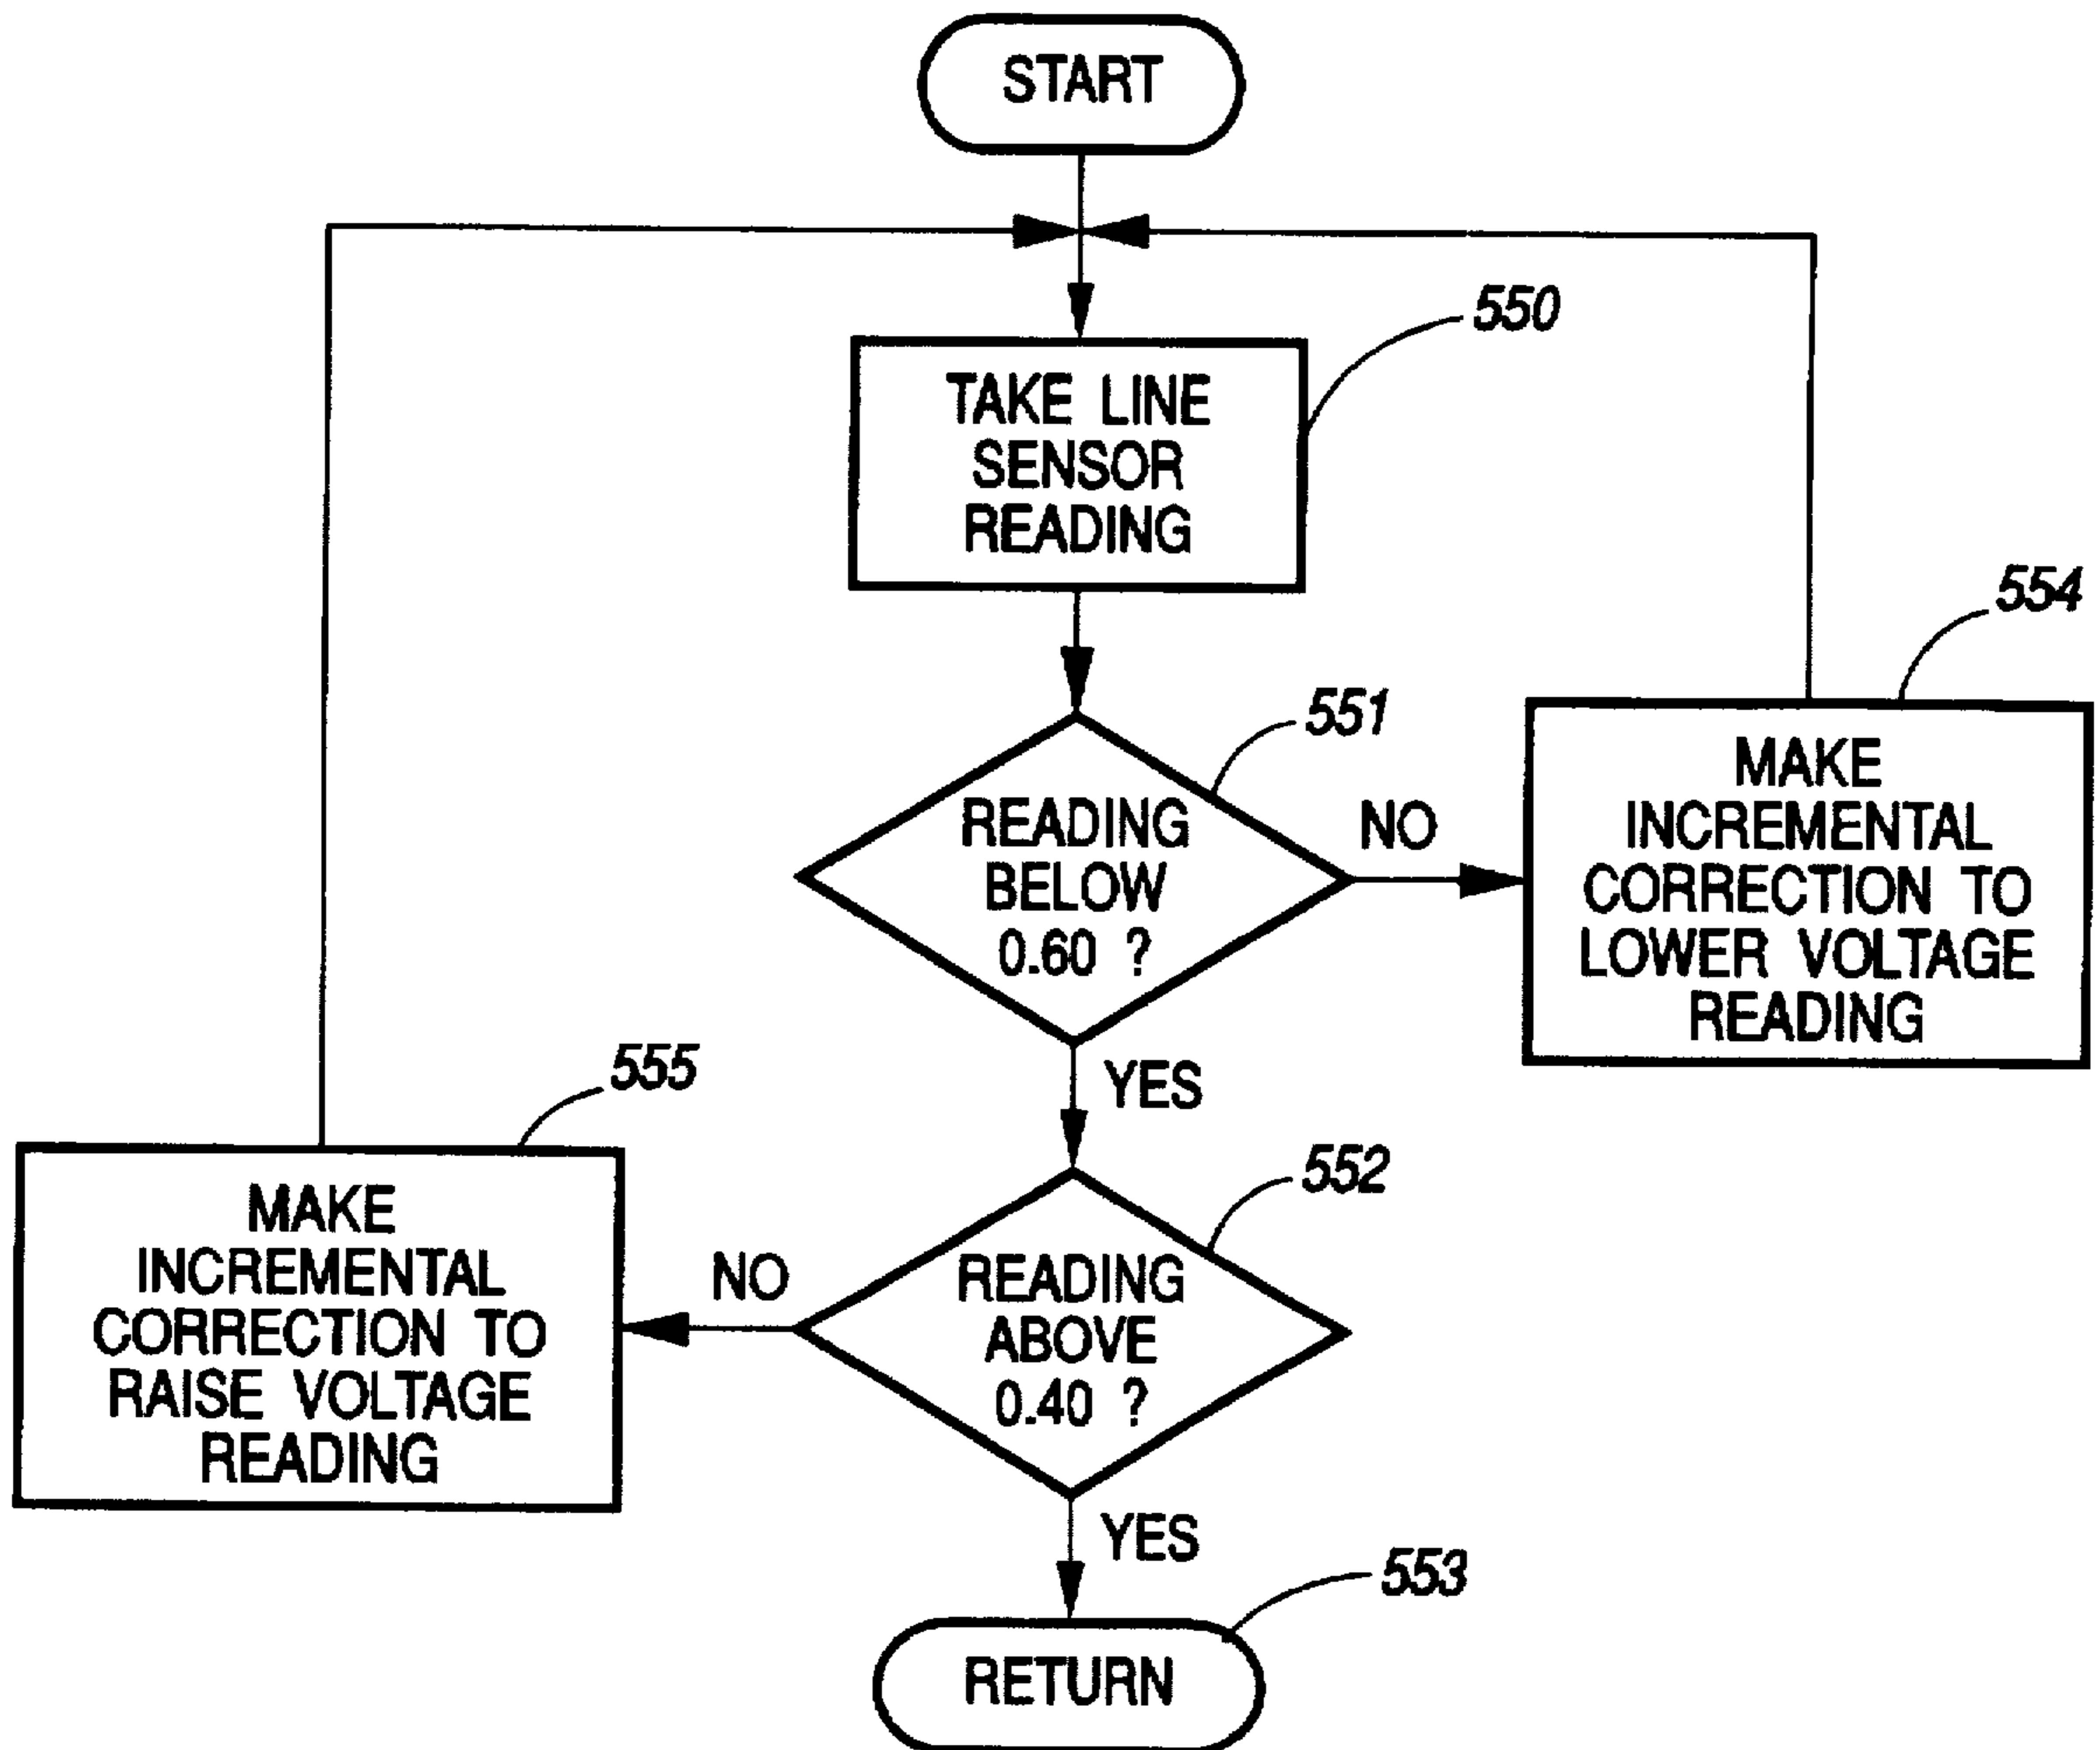 START
550
TAKE LINE
SENSOR
READING
551
READING
BELOW
0.60 ?
NO
554
MAKE
INCREMENTAL
CORRECTION TO
LOWER VOLTAGE
READING
YES
552
READING
ABOVE
0.40 ?
NO
555
MAKE
INCREMENTAL
CORRECTION TO
RAISE VOLTAGE
READING
YES
553
RETURN